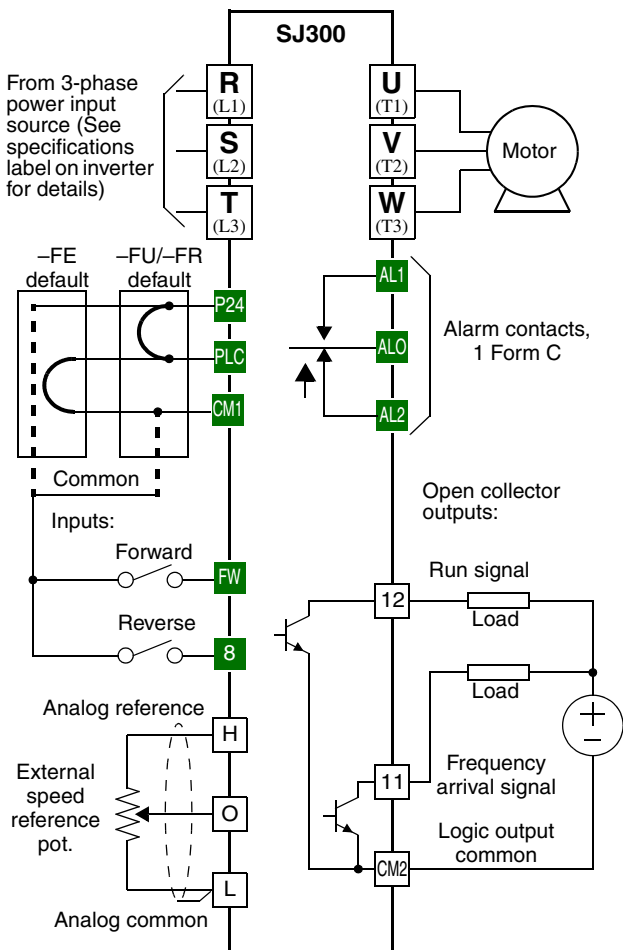 SJ300
From 3-phase
power input
source (See
specifications
label on inverter
for details)
R
(L1)
S
(L2)
T
(L3)
U
(T1)
V
(T2)
W
(T3)
Motor
–FE
default
–FU/–FR
default
P24
PLC
CM1
AL1
AL0
AL2
Alarm contacts,
1 Form C
Common
Inputs:
Forward
FW
Reverse
8
Open collector
outputs:
12
Run signal
Load
Load
+
–
11
Frequency
arrival signal
CM2
Logic output
common
Analog reference
H
External
speed
reference
pot.
O
L
Analog common